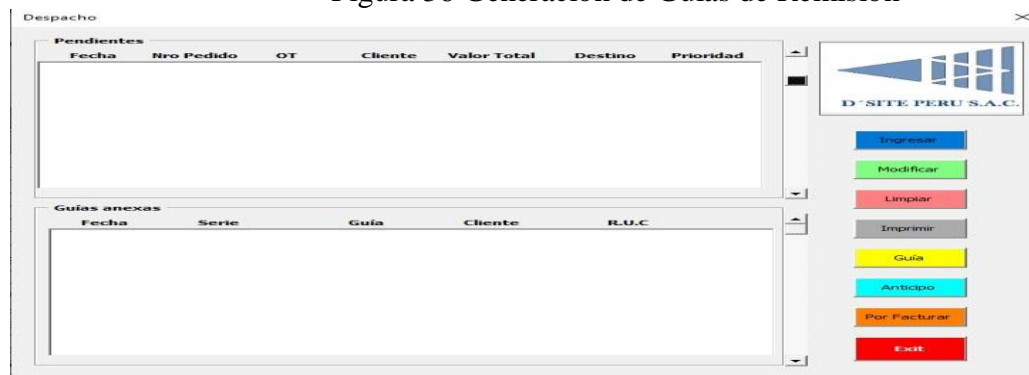 Figura 38 Generación de Guías de Remisión
Despacho
Pendientes
Fecha Nro Pedido OT Cliente Valor Total Destino Prioridad
D´SITE PERU S.A.C.
Ingresar
Modificar
Limpiar
Imprimir
Guía
Anticipo
Por Facturar
Exit
Guías anexas
Fecha Serie Guía Cliente R.U.C